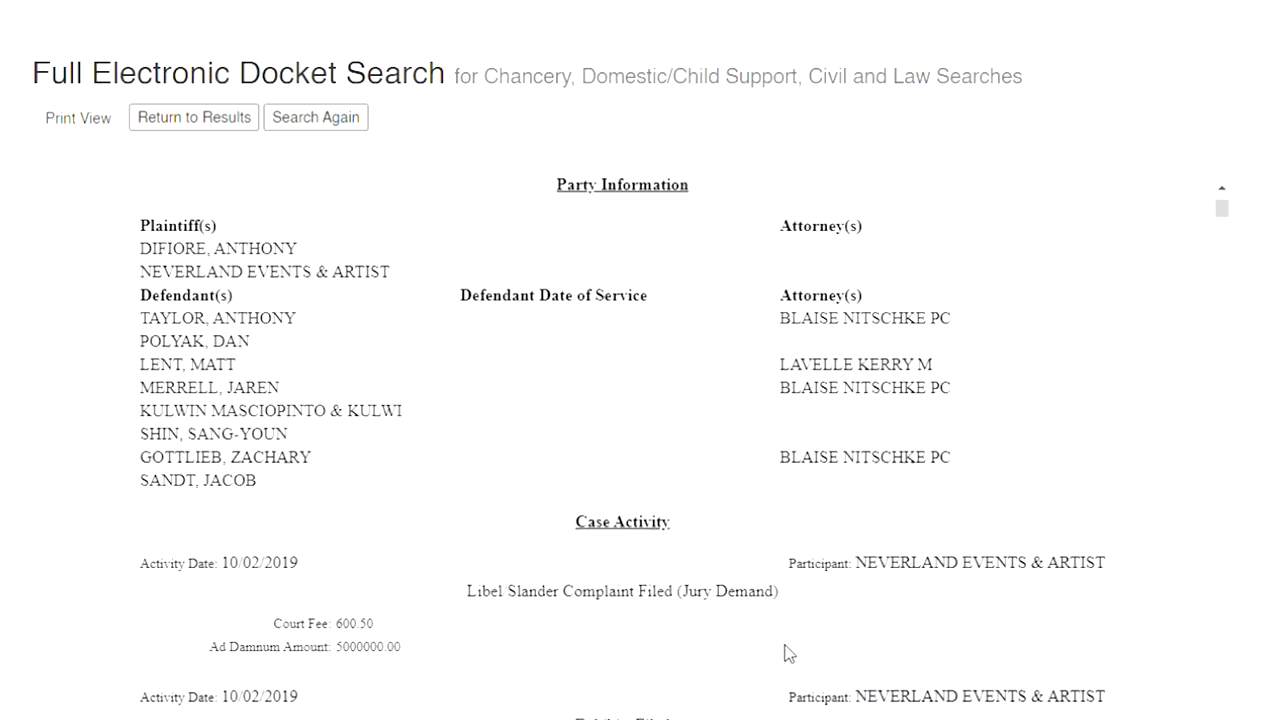 Full Electronic Docket Search for Chancery, Domestic/Child Support, Civil and Law Searches
Print View Return to Results Search Again
Party Information
Plaintiff(s) Attorney(s)
DIFIORE, ANTHONY
NEVERLAND EVENTS & ARTIST
Defendant(s) Defendant Date of Service Attorney(s)
TAYLOR, ANTHONY BLAISE NITSCHKE PC
POLYAK, DAN
LENT, MATT LAVELLE KERRY M
MERRELL, JAREN BLAISE NITSCHKE PC
KULWIN MASCIOPINTO & KULWI
SHIN, SANG-YOUN
GOTTLIEB, ZACHARY BLAISE NITSCHKE PC
SANDT, JACOB
Case Activity
Activity Date: 10/02/2019 Participant: NEVERLAND EVENTS & ARTIST
Libel Slander Complaint Filed (Jury Demand)
Court Fee: 600.50
Ad Damnum Amount: 5000000.00
Activity Date: 10/02/2019 Participant: NEVERLAND EVENTS & ARTIST